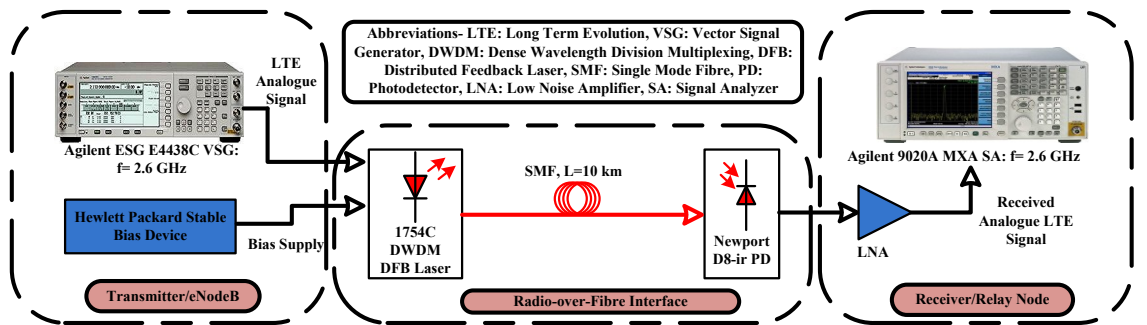 Abbreviations- LTE: Long Term Evolution, VSG: Vector Signal
Generator, DWDM: Dense Wavelength Division Multiplexing, DFB:
Distributed Feedback Laser, SMF: Single Mode Fibre, PD:
Photodetector, LNA: Low Noise Amplifier, SA: Signal Analyzer
LTE
Analogue
Signal
Agilent ESG E4438C VSG:
f= 2.6 GHz
Hewlett Packard Stable
Bias Device
Bias Supply
Transmitter/eNodeB
1754C
DWDM
DFB Laser
SMF, L=10 km
Newport
D8-ir PD
Radio-over-Fibre Interface
Agilent 9020A MXA SA: f= 2.6 GHz
LNA
Received
Analogue LTE
Signal
Receiver/Relay Node